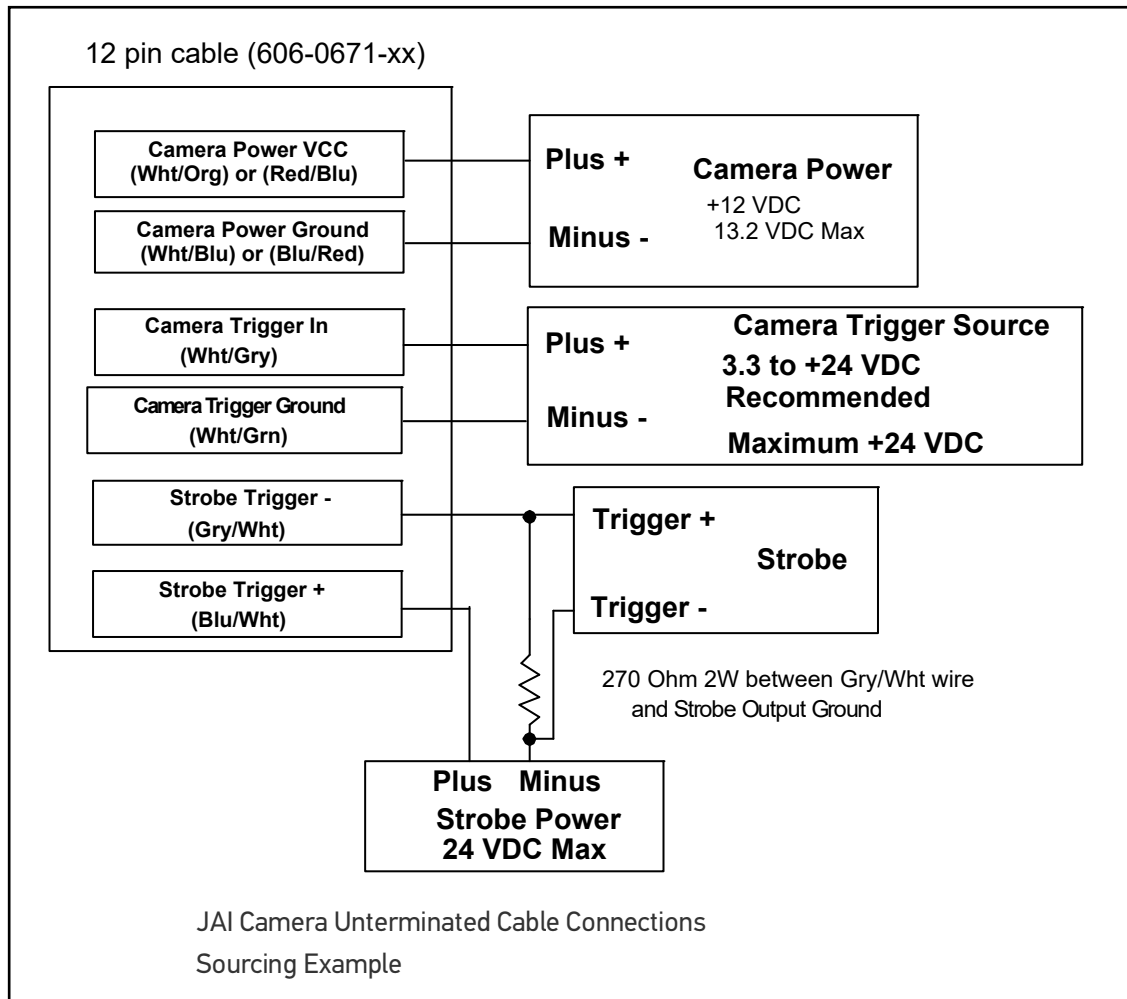 12 pin cable (606-0671-xx)
Camera Power VCC
(Wht/Org) or (Red/Blu)
Camera Power Ground
(Wht/Blu) or (Blu/Red)
Camera Trigger In
(Wht/Gry)
Camera Trigger Ground
(Wht/Grn)
Strobe Trigger -
(Gry/Wht)
Strobe Trigger +
(Blu/Wht)
Plus +
Camera Power
+12 VDC
13.2 VDC Max
Minus -
Camera Trigger Source
Plus +
3.3 to +24 VDC
Recommended
Minus -
Maximum +24 VDC
Trigger +
Strobe
Trigger -
270 Ohm 2W between Gry/Wht wire
and Strobe Output Ground
Plus Minus
Strobe Power
24 VDC Max
JAI Camera Unterminated Cable Connections
Sourcing Example